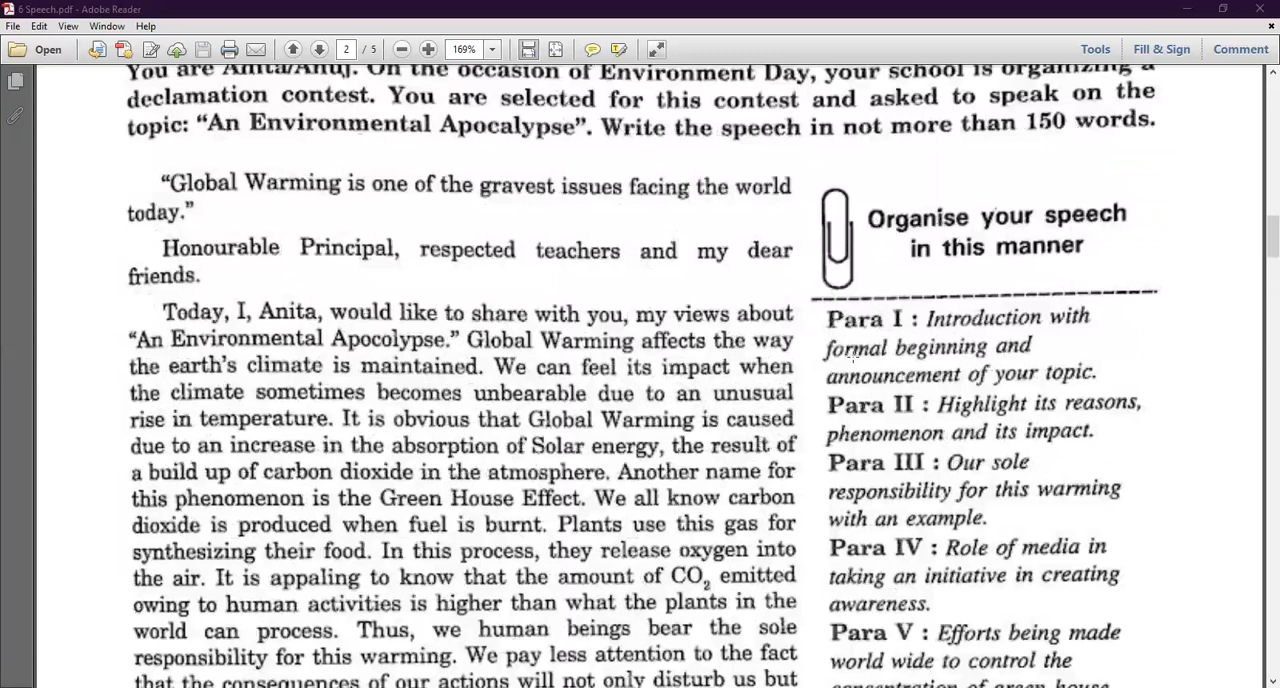 6 Speech.pdf - Adobe Reader
File Edit View Window Help
Open 2 / 5 169% Tools Fill & Sign Comment
You are Anita/Anuj. On the occasion of Environment Day, your school is organizing a
declamation contest. You are selected for this contest and asked to speak on the
topic: “An Environmental Apocalypse”. Write the speech in not more than 150 words.
“Global Warming is one of the gravest issues facing the world
today.”
Honourable Principal, respected teachers and my dear
friends.
Today, I, Anita, would like to share with you, my views about
“An Environmental Apocolypse.” Global Warming affects the way
the earth’s climate is maintained. We can feel its impact when
the climate sometimes becomes unbearable due to an unusual
rise in temperature. It is obvious that Global Warming is caused
due to an increase in the absorption of Solar energy, the result of
a build up of carbon dioxide in the atmosphere. Another name for
this phenomenon is the Green House Effect. We all know carbon
dioxide is produced when fuel is burnt. Plants use this gas for
synthesizing their food. In this process, they release oxygen into
the air. It is appaling to know that the amount of CO₂ emitted
owing to human activities is higher than what the plants in the
world can process. Thus, we human beings bear the sole
responsibility for this warming. We pay less attention to the fact
that the consequences of our actions will not only disturb us but
Organise your speech
in this manner
Para I : Introduction with
formal beginning and
announcement of your topic.
Para II : Highlight its reasons,
phenomenon and its impact.
Para III : Our sole
responsibility for this warming
with an example.
Para IV : Role of media in
taking an initiative in creating
awareness.
Para V : Efforts being made
world wide to control the
concentration of green house